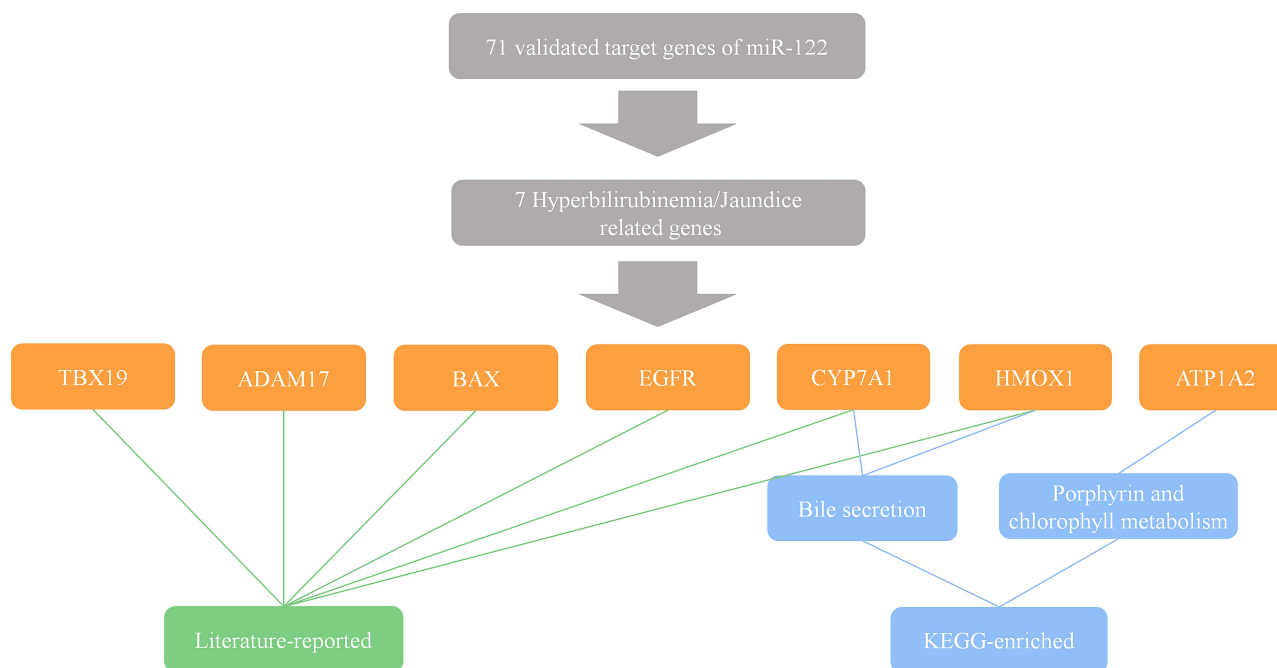 71 validated target genes of miR-122
7 Hyperbilirubinemia/Jaundice
related genes
TBX19
ADAM17
BAX
EGFR
CYP7A1
HMOX1
ATP1A2
Bile secretion
Porphyrin and
chlorophyll metabolism
Literature-reported
KEGG-enriched